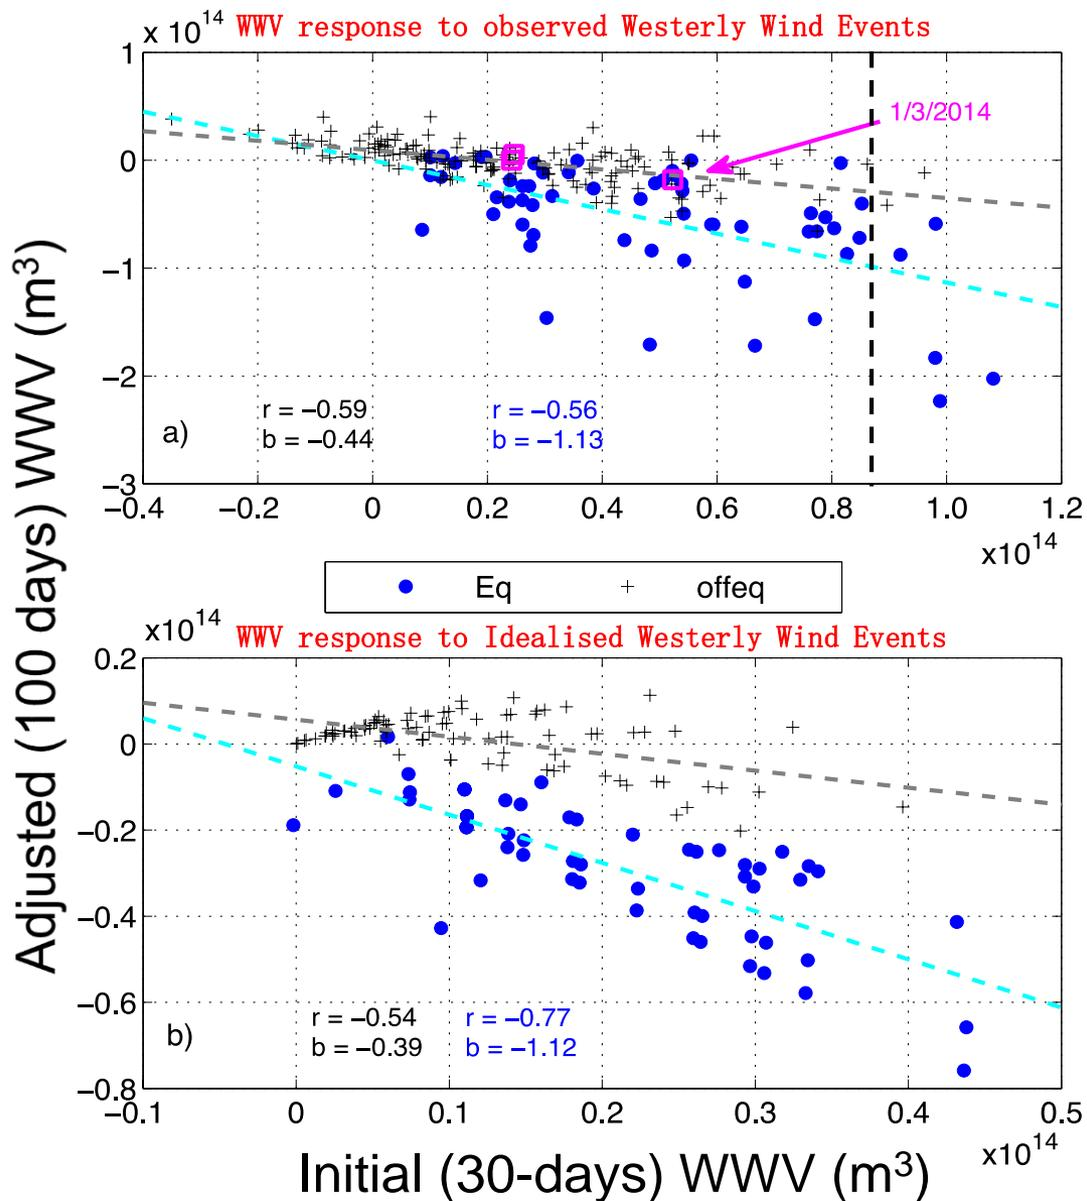 x 10^14 WWV response to observed Westerly Wind Events
1
0
−1
−2
−3
1/3/2014
r = −0.59
b = −0.44
r = −0.56
b = −1.13
a)
−0.4 −0.2 0 0.2 0.4 0.6 0.8 1.0 1.2
x10^14
Eq offeq
Adjusted (100 days) WWV (m³)
x10^14 WWV response to Idealised Westerly Wind Events
0.2
0
−0.2
−0.4
−0.6
−0.8
r = −0.54
b = −0.39
r = −0.77
b = −1.12
b)
−0.1 0 0.1 0.2 0.3 0.4 0.5
x10^14
Initial (30-days) WWV (m³)